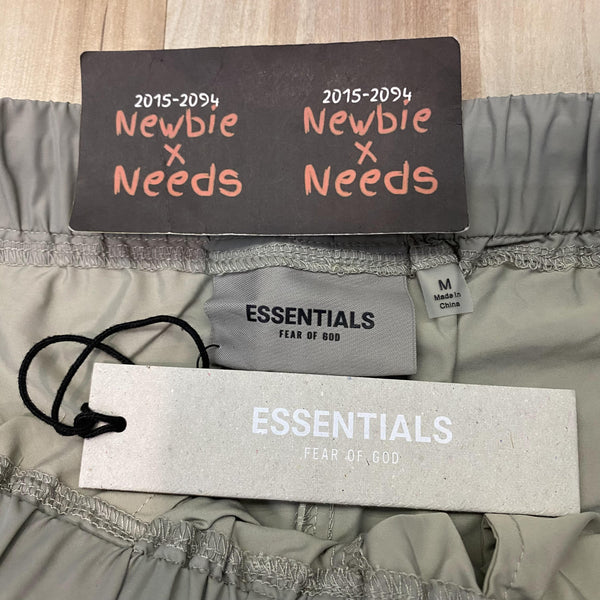 2015-2094
Newbie
x
Needs
2015-2094
Newbie
x
Needs
ESSENTIALS
FEAR OF GOD
M
Made in
China
ESSENTIALS
FEAR OF GOD